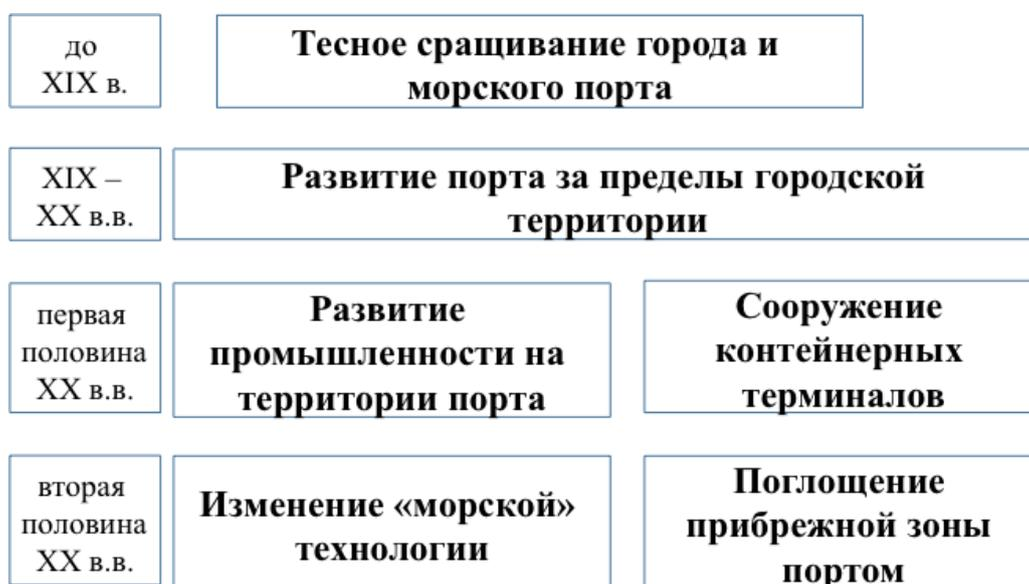 до
XIX в.
Тесное сращивание города и
морского порта
XIX –
XX в.в.
Развитие порта за пределы городской
территории
первая
половина
XX в.в.
Развитие
промышленности на
территории порта
Сооружение
контейнерных
терминалов
вторая
половина
XX в.в.
Изменение «морской»
технологии
Поглощение
прибрежной зоны
портом